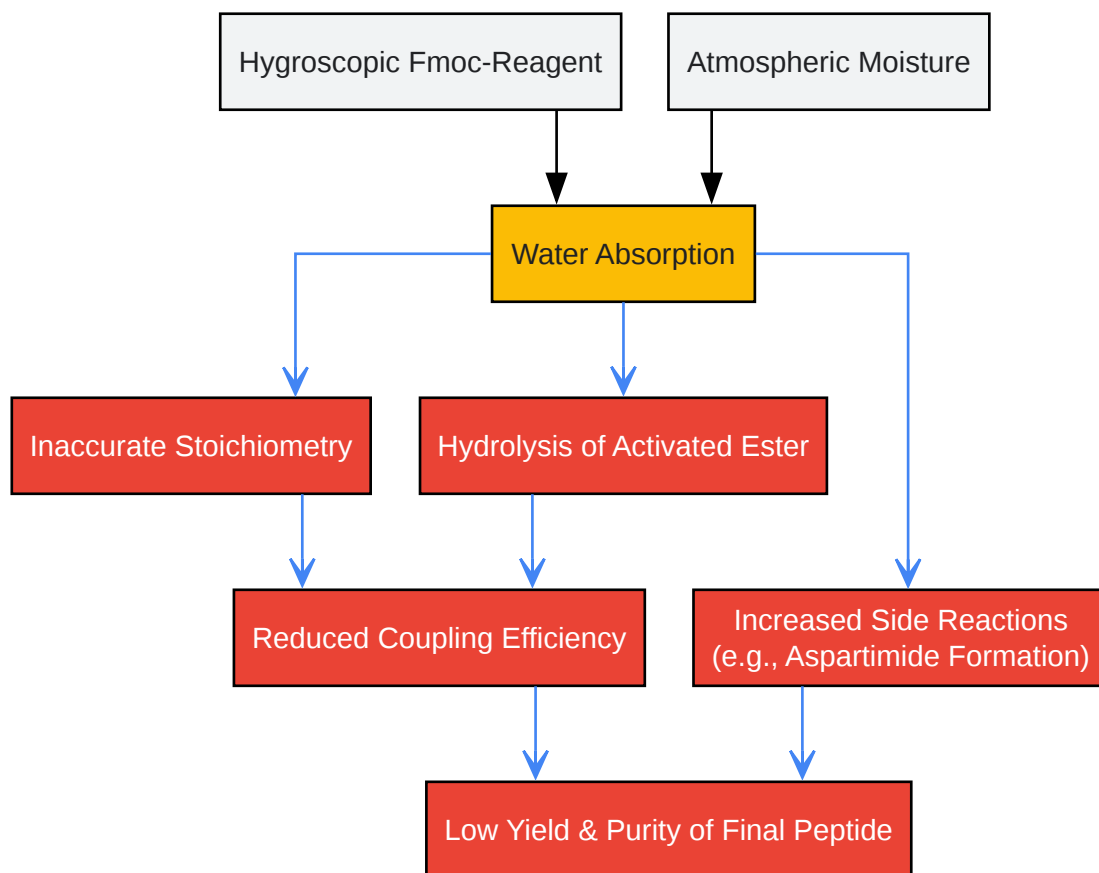 Hygroscopic Fmoc-Reagent
Atmospheric Moisture
Water Absorption
Inaccurate Stoichiometry
Hydrolysis of Activated Ester
Reduced Coupling Efficiency
Increased Side Reactions
(e.g., Aspartimide Formation)
Low Yield & Purity of Final Peptide